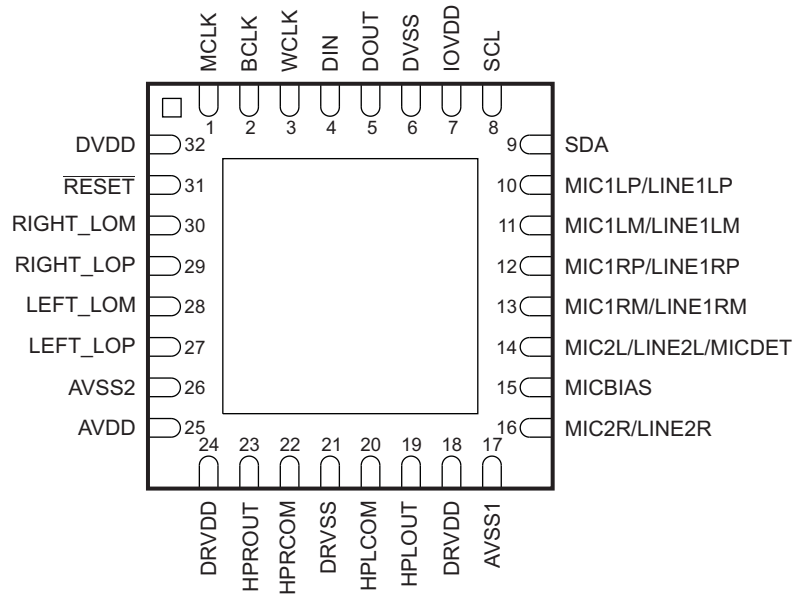 MCLK
BCLK
WCLK
DIN
DOUT
DVSS
IOVDD
SCL
1
2
3
4
5
6
7
8
DVDD 32
RESET 31
RIGHT_LOM 30
RIGHT_LOP 29
LEFT_LOM 28
LEFT_LOP 27
AVSS2 26
AVDD 25
9 SDA
10 MIC1LP/LINE1LP
11 MIC1LM/LINE1LM
12 MIC1RP/LINE1RP
13 MIC1RM/LINE1RM
14 MIC2L/LINE2L/MICDET
15 MICBIAS
16 MIC2R/LINE2R
24
23
22
21
20
19
18
17
DRVDD
HPROUT
HPRCOM
DRVSS
HPLCOM
HPLOUT
DRVDD
AVSS1